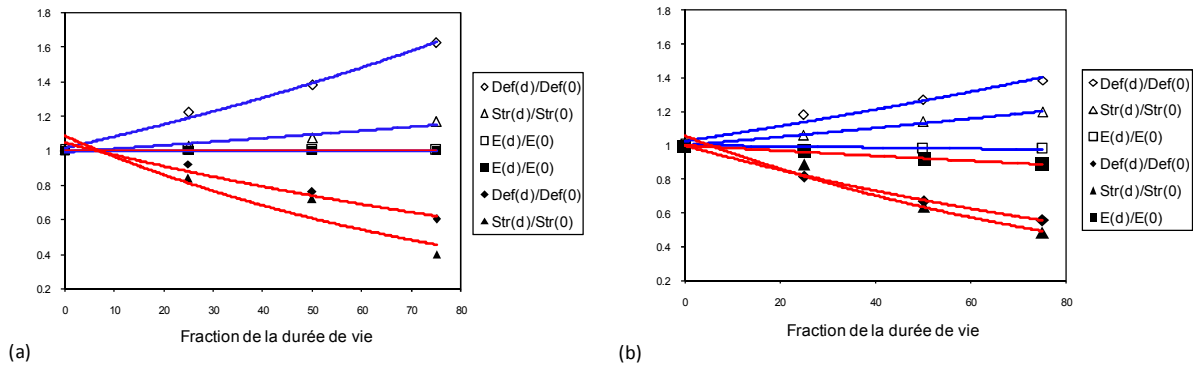 1.8
1.6
1.4
1.2
1
0.8
0.6
0.4
0.2
0 10 20 30 40 50 60 70 80
Fraction de la durée de vie
Def(d)/Def(0)
Str(d)/Str(0)
E(d)/E(0)
E(d)/E(0)
Def(d)/Def(0)
Str(d)/Str(0)
(a)
1.8
1.6
1.4
1.2
1
0.8
0.6
0.4
0.2
0 20 40 60 80
Fraction de la durée de vie
Def(d)/Def(0)
Str(d)/Str(0)
E(d)/E(0)
Def(d)/Def(0)
Str(d)/Str(0)
E(d)/E(0)
(b)